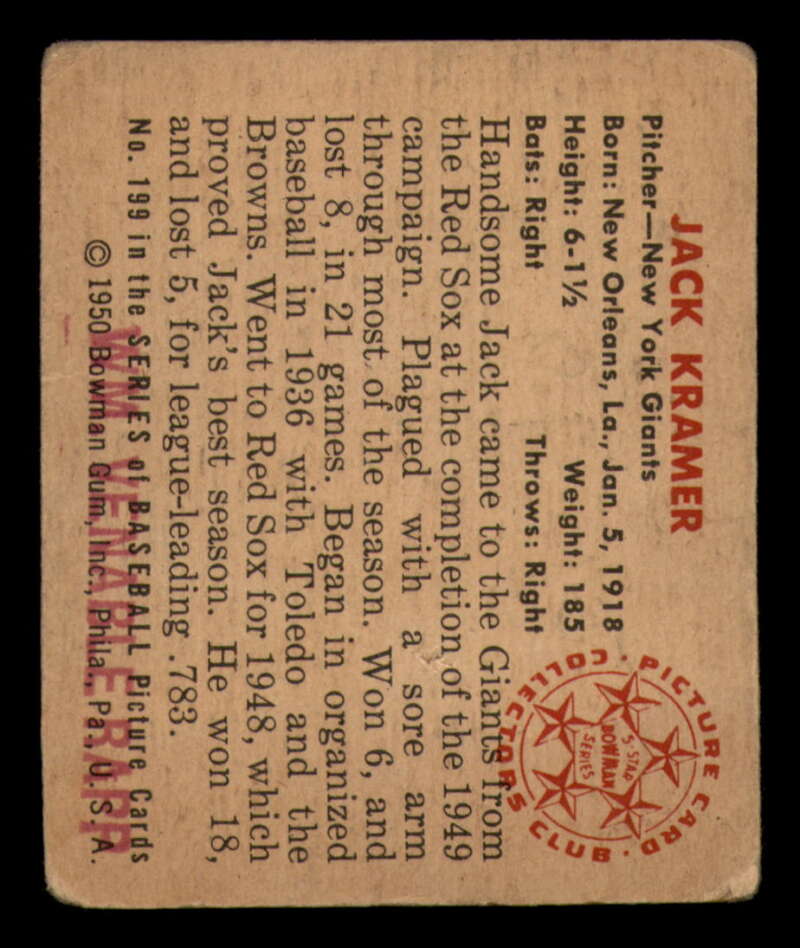 JACK KRAMER
Pitcher—New York Giants
Born: New Orleans, La., Jan. 5, 1918
Height: 6-1½ Weight: 185
Bats: Right Throws: Right
Handsome Jack came to the Giants from
the Red Sox at the completion of the 1949
campaign. Plagued with a sore arm
through most of the season. Won 6, and
lost 8, in 21 games. Began in organized
baseball in 1936 with Toledo and the
Browns. Went to Red Sox for 1948, which
proved Jack's best season. He won 18,
and lost 5, for league-leading .783.
No. 199 in the SERIES of BASEBALL Picture Cards
© 1950 Bowman Gum, Inc., Phila., Pa., U.S.A.
WM VENABLE BARR
PICTURE CARD · COLLECTORS CLUB ·
5-STAR
BOWMAN
SERIES